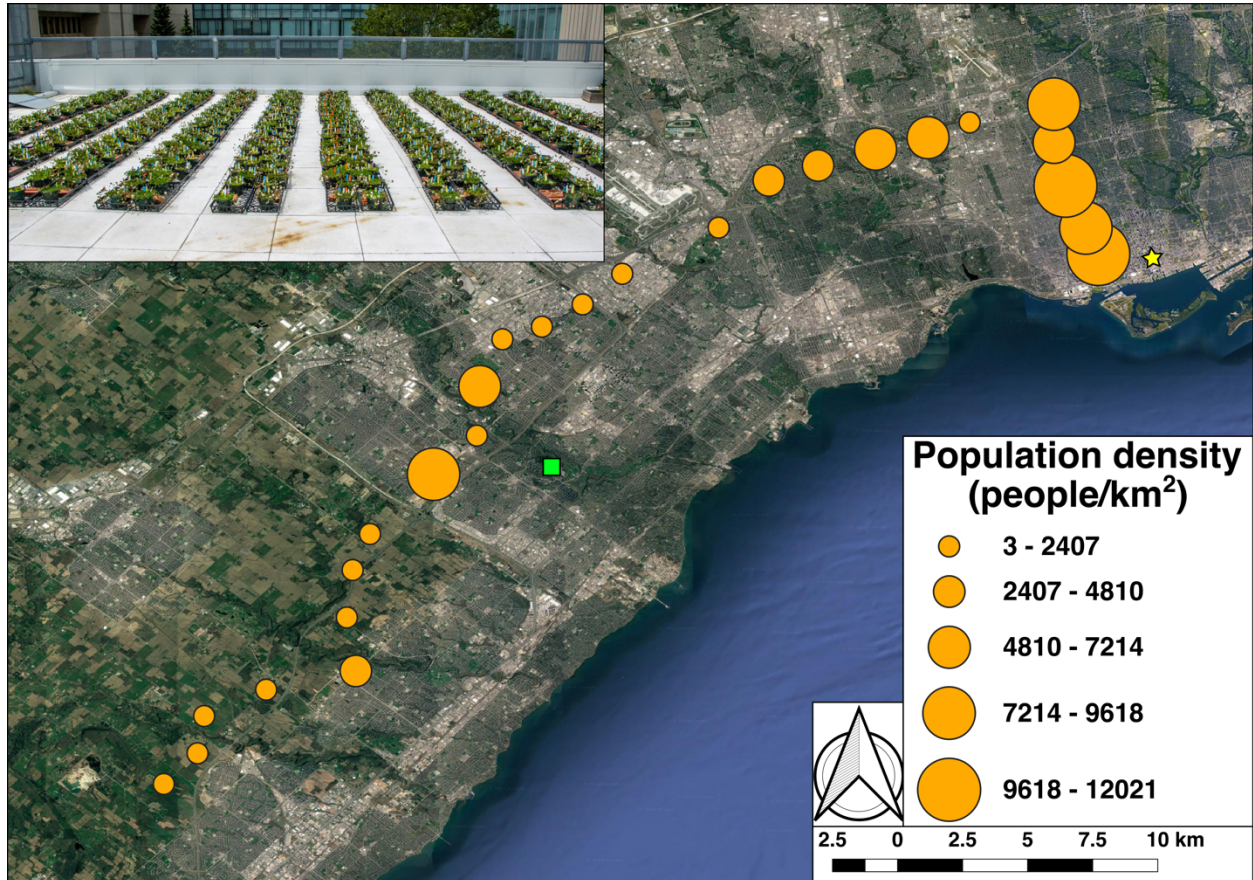 Population density
(people/km²)
3 - 2407
2407 - 4810
4810 - 7214
7214 - 9618
9618 - 12021
2.5 0 2.5 5 7.5 10 km